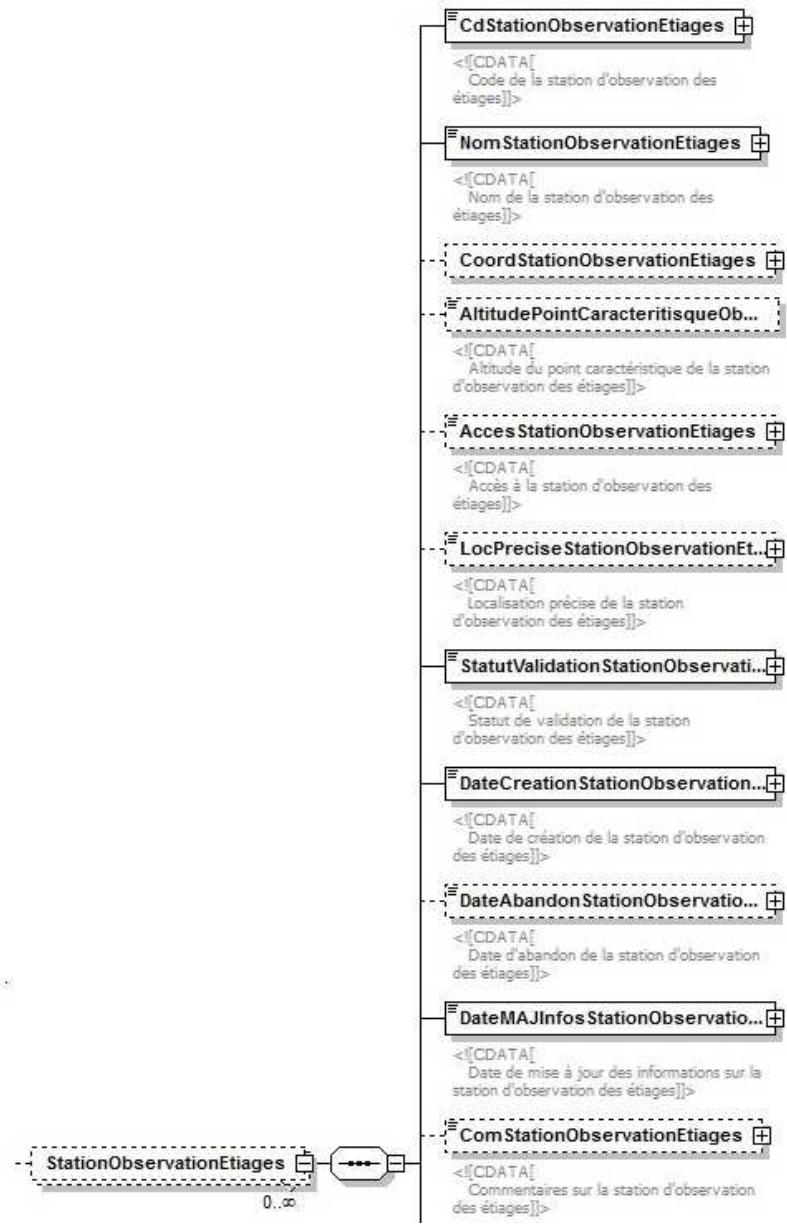 CdStationObservationEtiages
<![CDATA[
Code de la station d'observation des
étiages]]>
NomStationObservationEtiages
<![CDATA[
Nom de la station d'observation des
étiages]]>
CoordStationObservationEtiages
AltitudePointCaracteritisqueOb...
<![CDATA[
Altitude du point caractéristique de la station
d'observation des étiages]]>
AccesStationObservationEtiages
<![CDATA[
Accès à la station d'observation des
étiages]]>
LocPreciseStationObservationEt...
<![CDATA[
Localisation précise de la station
d'observation des étiages]]>
StatutValidationStationObservati...
<![CDATA[
Statut de validation de la station
d'observation des étiages]]>
DateCreationStationObservation...
<![CDATA[
Date de création de la station d'observation
des étiages]]>
DateAbandonStationObservatio...
<![CDATA[
Date d'abandon de la station d'observation
des étiages]]>
DateMAJInfosStationObservatio...
<![CDATA[
Date de mise à jour des informations sur la
station d'observation des étiages]]>
ComStationObservationEtiages
<![CDATA[
Commentaires sur la station d'observation
des étiages]]>
StationObservationEtiages
0..∞